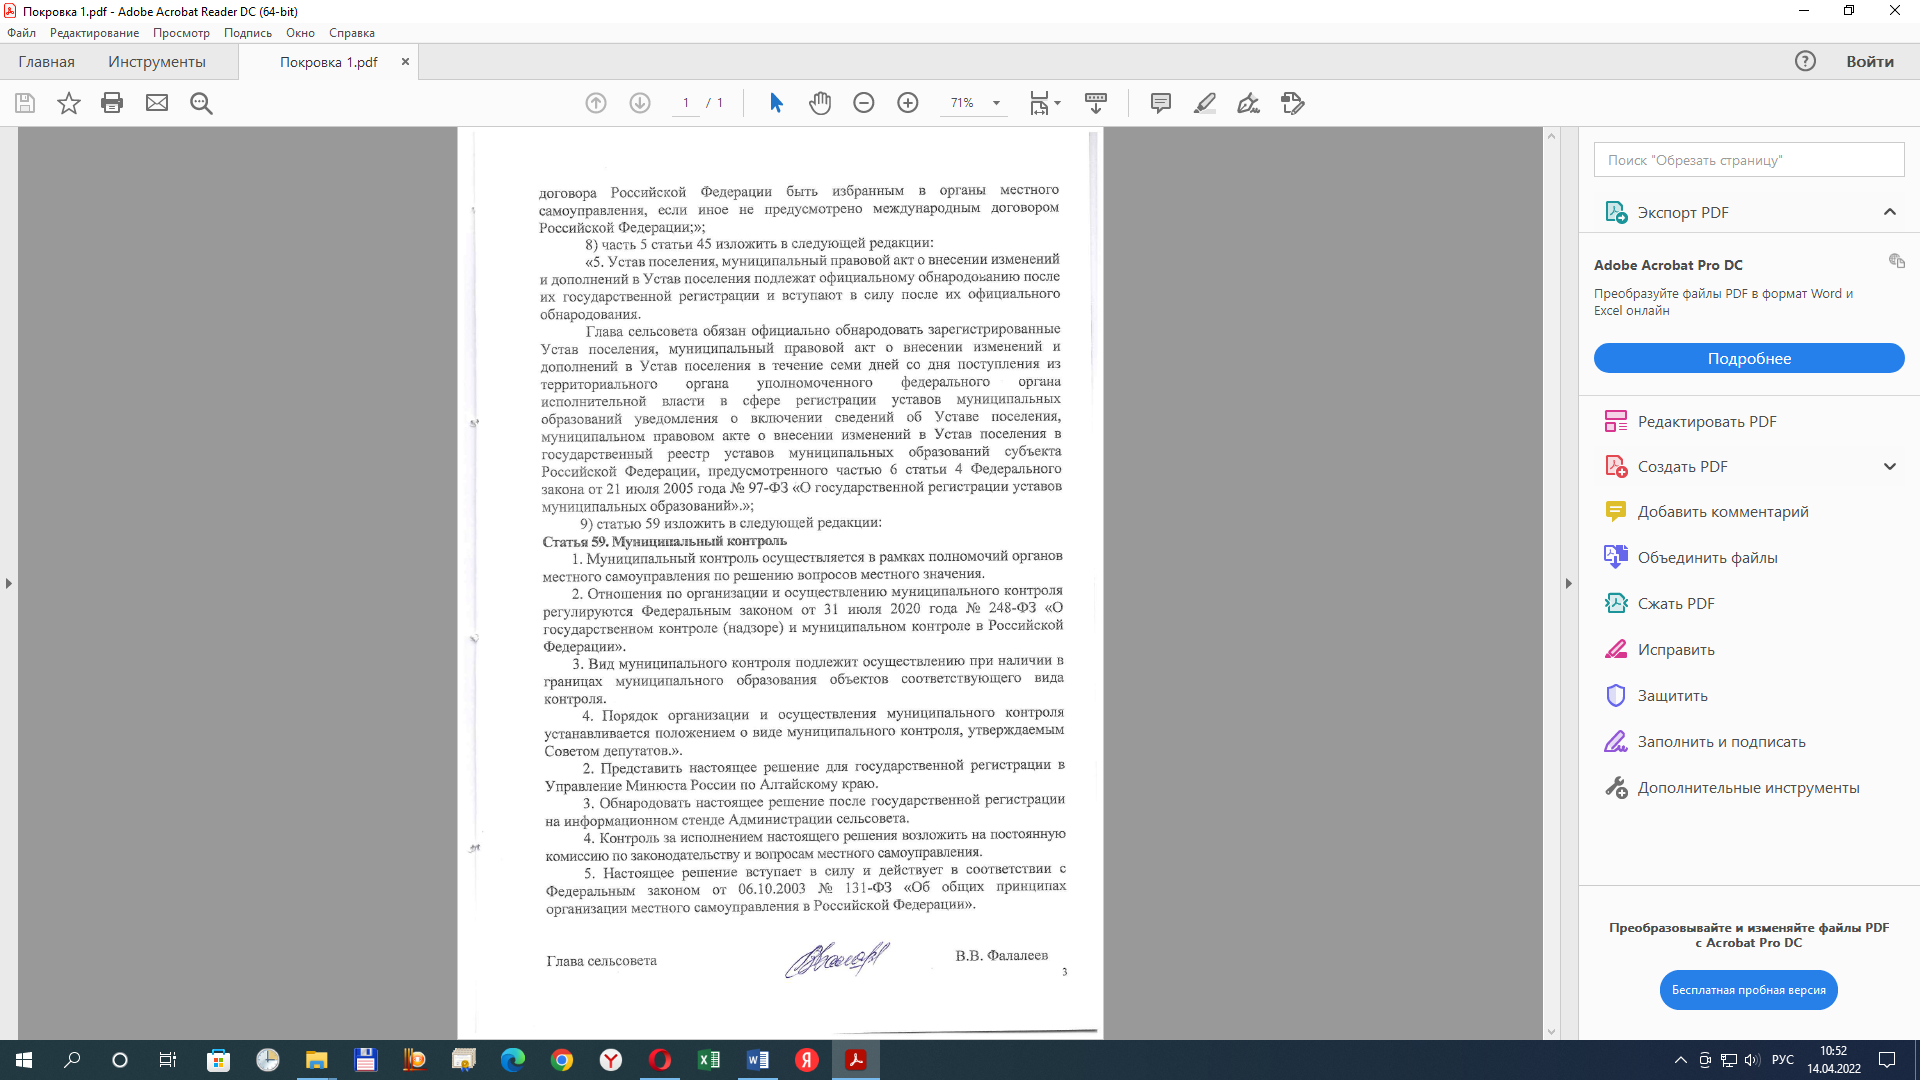 Покровка 1.pdf - Adobe Acrobat Reader DC (64-bit)
Файл Редактирование Просмотр Подпись Окно Справка
Главная Инструменты Покровка 1.pdf × Войти
1 / 1 71%
договора Российской Федерации быть избранным в органы местного
самоуправления, если иное не предусмотрено международным договором
Российской Федерации;»;
8) часть 5 статьи 45 изложить в следующей редакции:
«5. Устав поселения, муниципальный правовой акт о внесении изменений
и дополнений в Устав поселения подлежат официальному обнародованию после
их государственной регистрации и вступают в силу после их официального
обнародования.
Глава сельсовета обязан официально обнародовать зарегистрированные
Устав поселения, муниципальный правовой акт о внесении изменений и
дополнений в Устав поселения в течение семи дней со дня поступления из
территориального органа уполномоченного федерального органа
исполнительной власти в сфере регистрации уставов муниципальных
образований уведомления о включении сведений об Уставе поселения,
муниципальном правовом акте о внесении изменений в Устав поселения в
государственный реестр уставов муниципальных образований субъекта
Российской Федерации, предусмотренного частью 6 статьи 4 Федерального
закона от 21 июля 2005 года № 97-ФЗ «О государственной регистрации уставов
муниципальных образований».»;
9) статью 59 изложить в следующей редакции:
Статья 59. Муниципальный контроль
1. Муниципальный контроль осуществляется в рамках полномочий органов
местного самоуправления по решению вопросов местного значения.
2. Отношения по организации и осуществлению муниципального контроля
регулируются Федеральным законом от 31 июля 2020 года № 248-ФЗ «О
государственном контроле (надзоре) и муниципальном контроле в Российской
Федерации».
3. Вид муниципального контроля подлежит осуществлению при наличии в
границах муниципального образования объектов соответствующего вида
контроля.
4. Порядок организации и осуществления муниципального контроля
устанавливается положением о виде муниципального контроля, утверждаемым
Советом депутатов.».
2. Представить настоящее решение для государственной регистрации в
Управление Минюста России по Алтайскому краю.
3. Обнародовать настоящее решение после государственной регистрации
на информационном стенде Администрации сельсовета.
4. Контроль за исполнением настоящего решения возложить на постоянную
комиссию по законодательству и вопросам местного самоуправления.
5. Настоящее решение вступает в силу и действует в соответствии с
Федеральным законом от 06.10.2003 № 131-ФЗ «Об общих принципах
организации местного самоуправления в Российской Федерации».
Глава сельсовета В.В. Фалалеев
3
Поиск "Обрезать страницу"
Экспорт PDF
Adobe Acrobat Pro DC
Преобразуйте файлы PDF в формат Word и
Excel онлайн
Подробнее
Редактировать PDF
Создать PDF
Добавить комментарий
Объединить файлы
Сжать PDF
Исправить
Защитить
Заполнить и подписать
Дополнительные инструменты
Преобразовывайте и изменяйте файлы PDF
с Acrobat Pro DC
Бесплатная пробная версия
РУС
10:52
14.04.2022